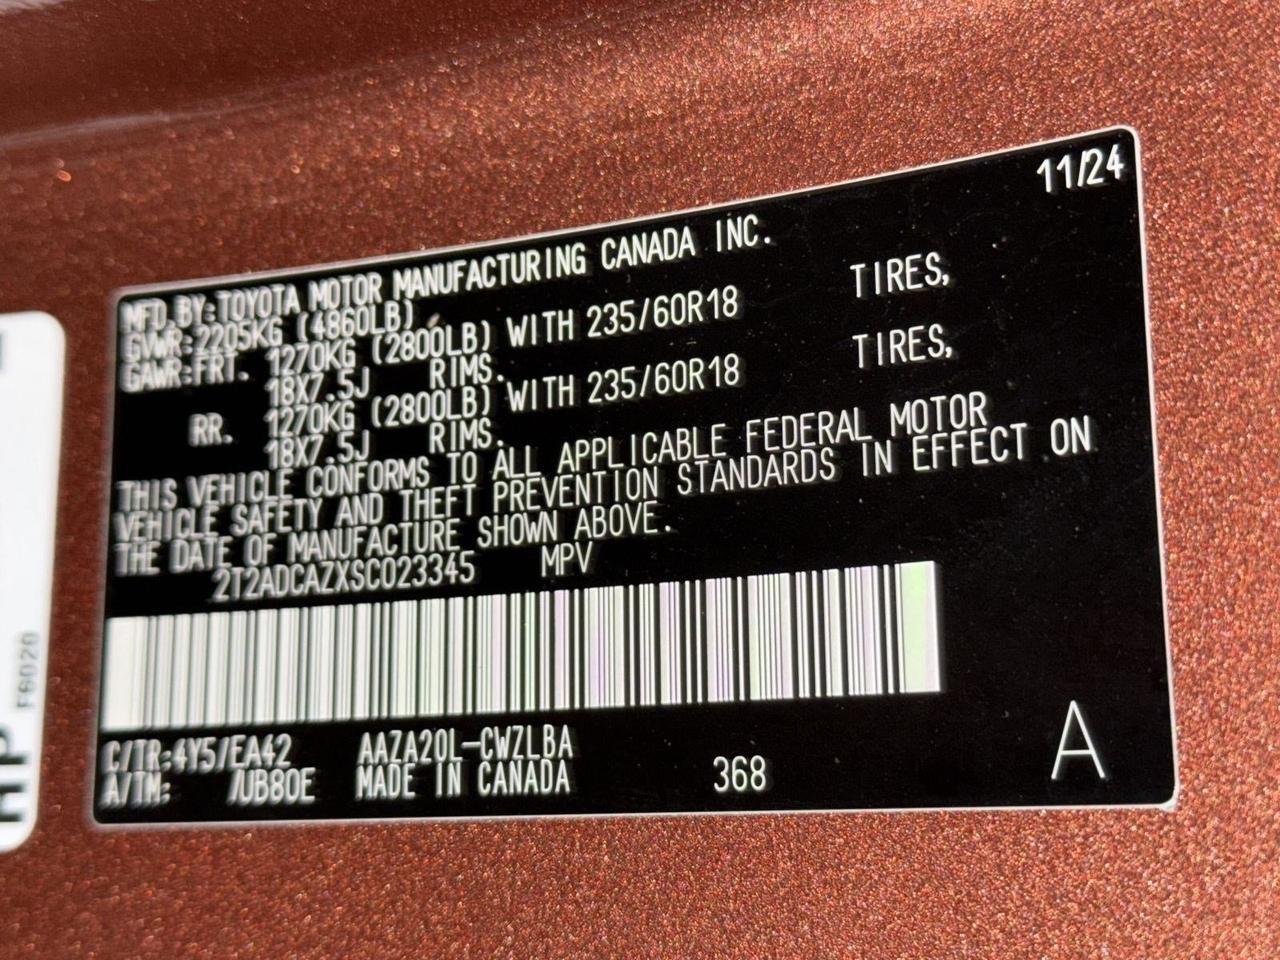 11/24
MFD.BY:TOYOTA MOTOR MANUFACTURING CANADA INC.
GVWR:2205KG (4860LB)
GAWR:FRT. 1270KG (2800LB) WITH 235/60R18 TIRES,
18X7.5J RIMS.
RR. 1270KG (2800LB) WITH 235/60R18 TIRES,
18X7.5J RIMS.
THIS VEHICLE CONFORMS TO ALL APPLICABLE FEDERAL MOTOR
VEHICLE SAFETY AND THEFT PREVENTION STANDARDS IN EFFECT ON
THE DATE OF MANUFACTURE SHOWN ABOVE.
2T2ADCAZXSC023345 MPV
C/TR:4Y5/EA42 AAZA20L-CWZLBA
A/TM: /UB80E MADE IN CANADA 368 A
F6020